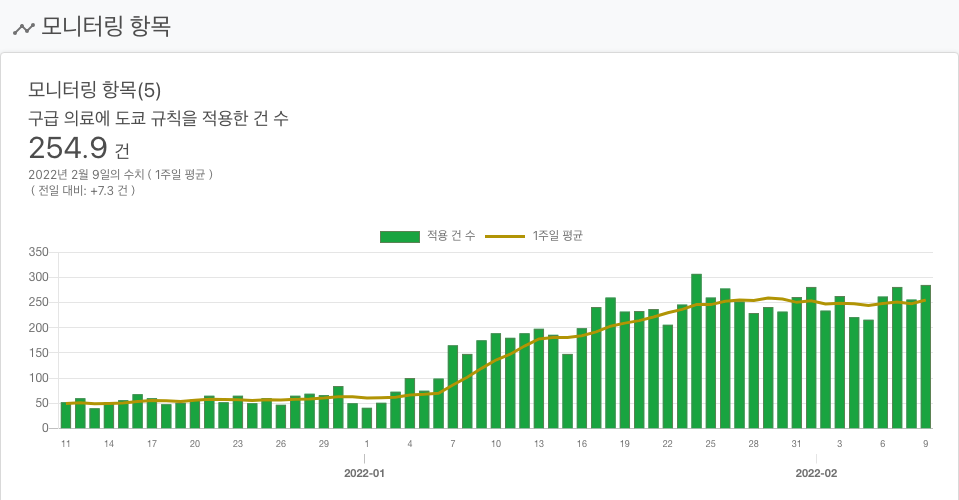 모니터링 항목
모니터링 항목(5)
구급 의료에 도쿄 규칙을 적용한 건 수
254.9 건
2022년 2월 9일의 수치 ( 1주일 평균 )
( 전일 대비: +7.3 건 )
적용 건 수 1주일 평균
350
300
250
200
150
100
50
0
11 14 17 20 23 26 29 1 4 7 10 13 16 19 22 25 28 31 3 6 9
2022-01 2022-02